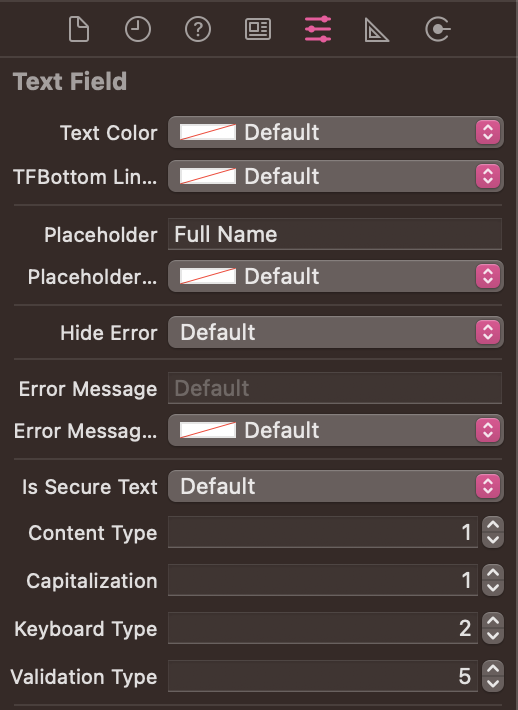 Text Field
Text Color Default
TFBottom Lin... Default
Placeholder Full Name
Placeholder... Default
Hide Error Default
Error Message Default
Error Messag... Default
Is Secure Text Default
Content Type 1
Capitalization 1
Keyboard Type 2
Validation Type 5